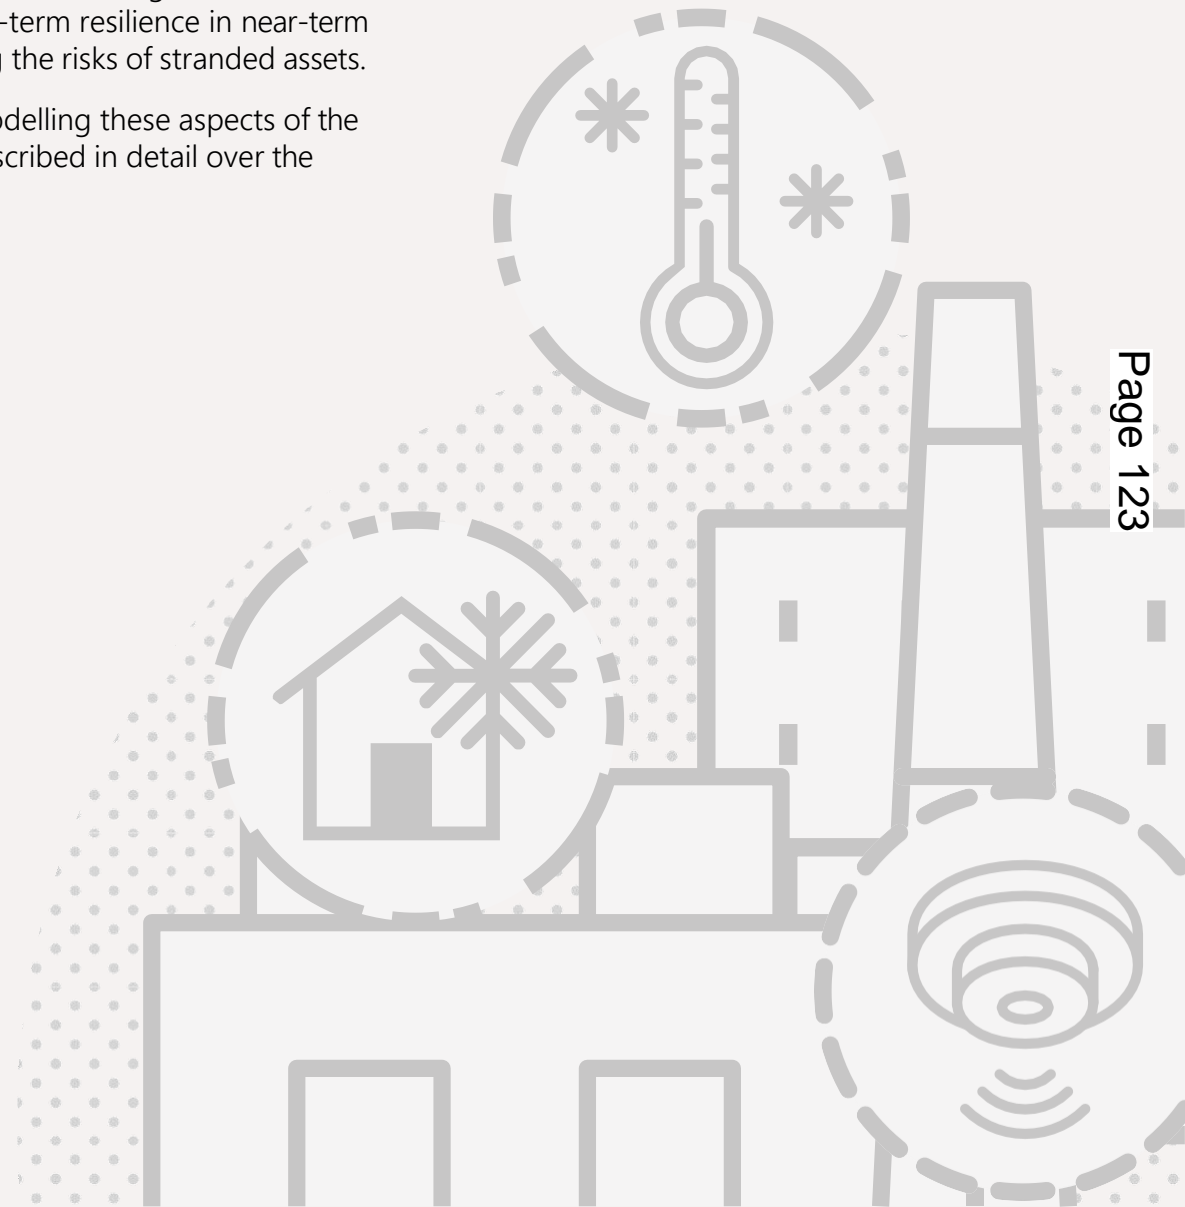 -term resilience in near-term
the risks of stranded assets.
delling these aspects of the
scribed in detail over the
Page 123